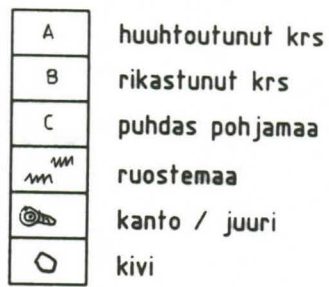 A huuhtoutunut krs
B rikastunut krs
C puhdas pohjamaa
ruostemaa
kanto / juuri
kivi